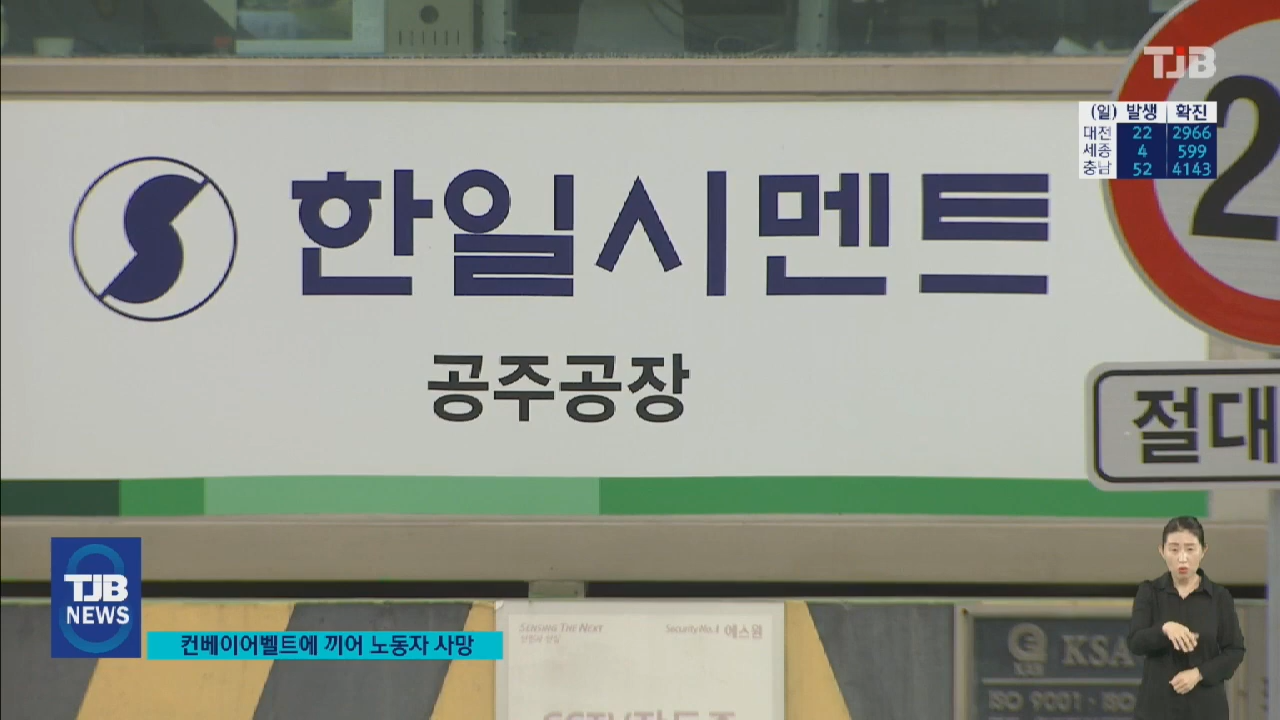 TJB
(일) 발생 확진
대전 22 2966
세종 4 599
충남 52 4143
2
한일시멘트
공주공장
절대
TJB
NEWS
컨베이어벨트에 끼어 노동자 사망
SENSING THE NEXT
Security No.1 에스원
KSA
ISO 9001 · ISO